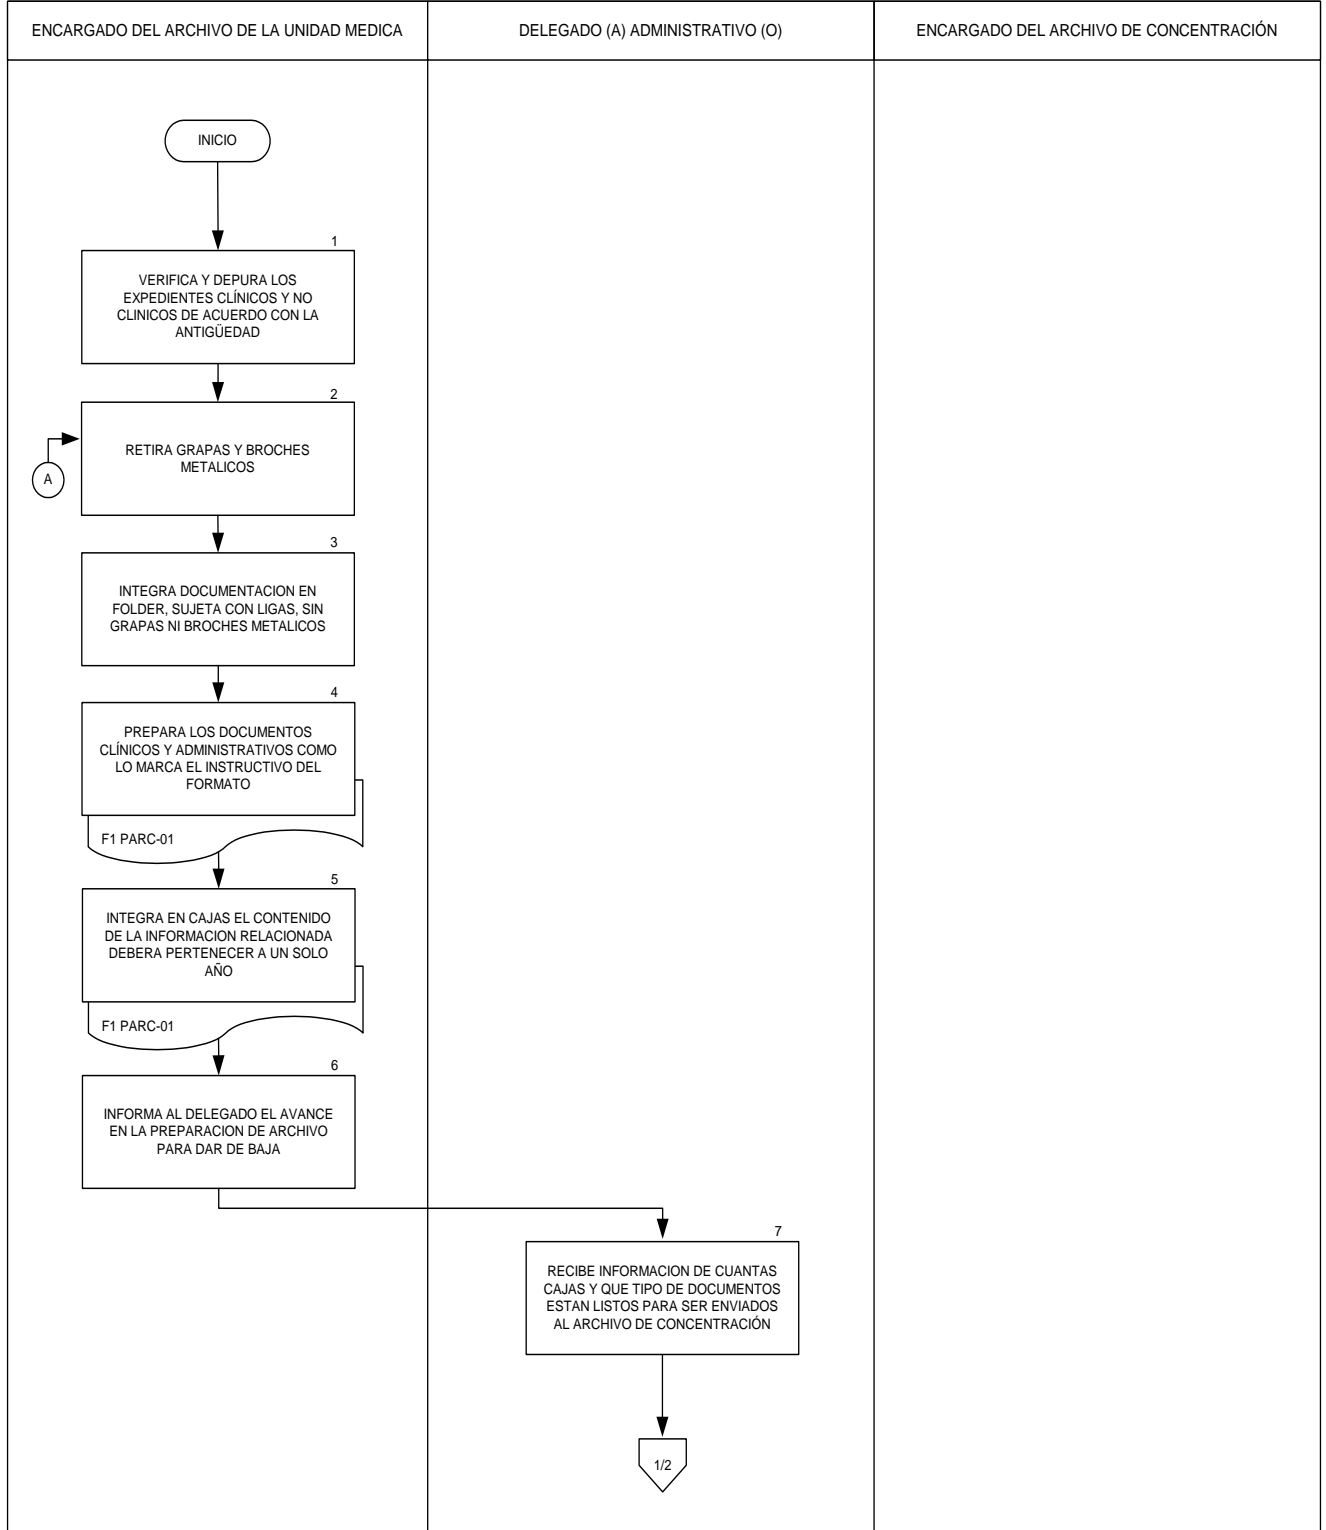 ENCARGADO DEL ARCHIVO DE LA UNIDAD MEDICA
DELEGADO (A) ADMINISTRATIVO (O)
ENCARGADO DEL ARCHIVO DE CONCENTRACIÓN
INICIO
1
VERIFICA Y DEPURA LOS
EXPEDIENTES CLÍNICOS Y NO
CLINICOS DE ACUERDO CON LA
ANTIGÜEDAD
2
RETIRA GRAPAS Y BROCHES
METALICOS
A
3
INTEGRA DOCUMENTACION EN
FOLDER, SUJETA CON LIGAS, SIN
GRAPAS NI BROCHES METALICOS
4
PREPARA LOS DOCUMENTOS
CLÍNICOS Y ADMINISTRATIVOS COMO
LO MARCA EL INSTRUCTIVO DEL
FORMATO
F1 PARC-01
5
INTEGRA EN CAJAS EL CONTENIDO
DE LA INFORMACION RELACIONADA
DEBERA PERTENECER A UN SOLO
AÑO
F1 PARC-01
6
INFORMA AL DELEGADO EL AVANCE
EN LA PREPARACION DE ARCHIVO
PARA DAR DE BAJA
7
RECIBE INFORMACION DE CUANTAS
CAJAS Y QUE TIPO DE DOCUMENTOS
ESTAN LISTOS PARA SER ENVIADOS
AL ARCHIVO DE CONCENTRACIÓN
1/2